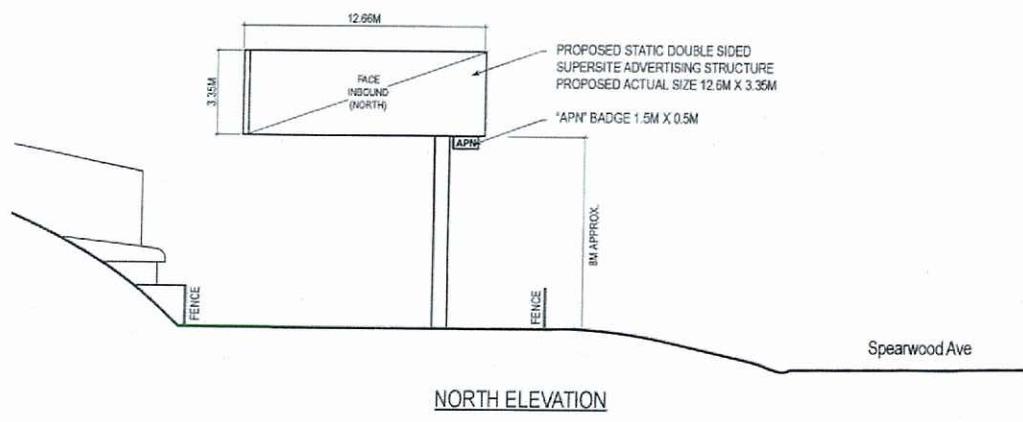 12.66M
3.35M
FACE
INBOUND
(NORTH)
PROPOSED STATIC DOUBLE SIDED
SUPERSITE ADVERTISING STRUCTURE
PROPOSED ACTUAL SIZE 12.6M X 3.35M
"APN" BADGE 1.5M X 0.5M
APN
8M APPROX.
FENCE
FENCE
Spearwood Ave
NORTH ELEVATION